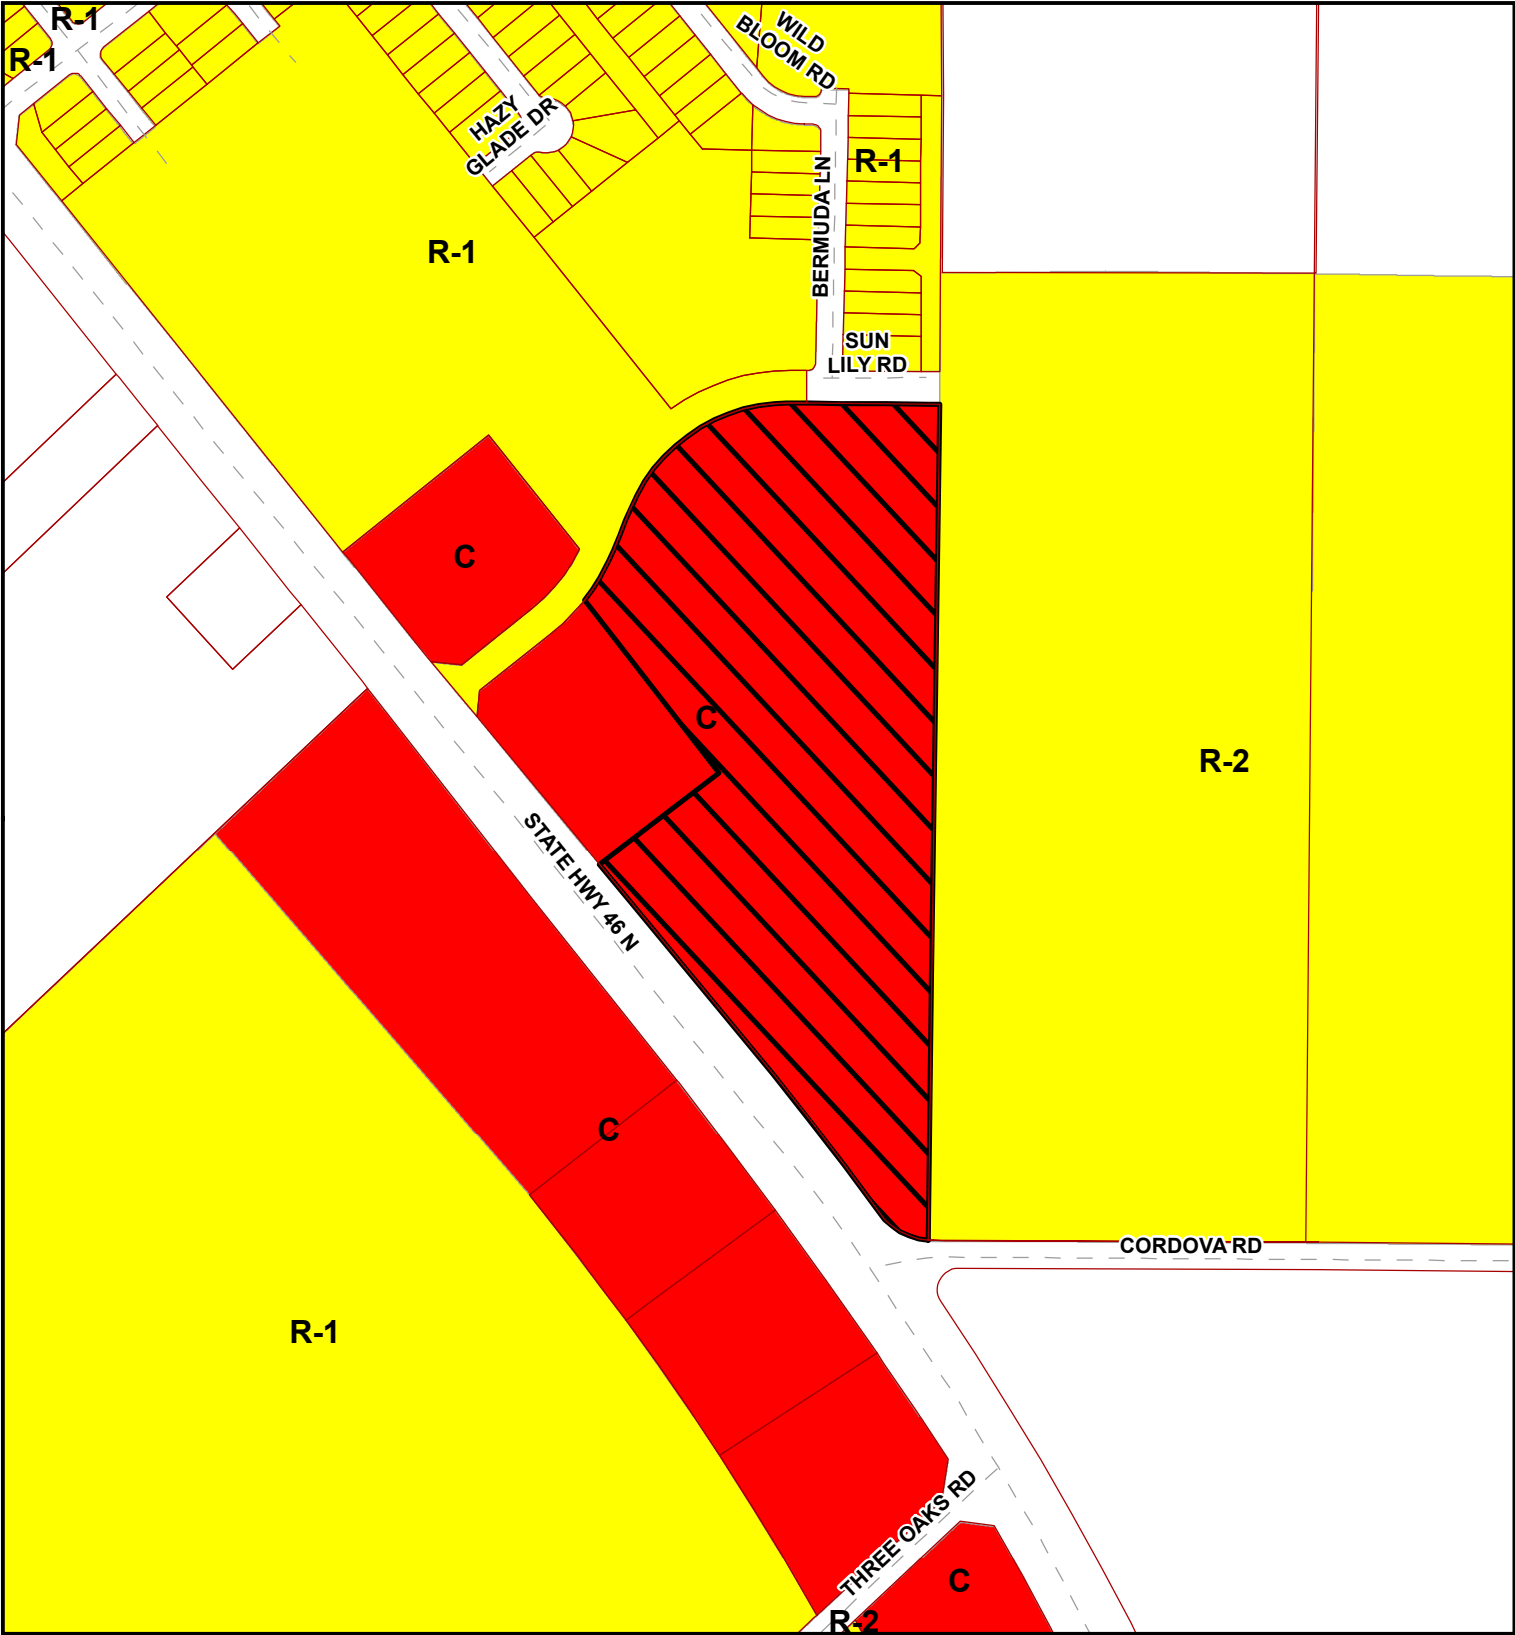 R-1
R-1
WILD
BLOOM RD
HAZY
GLADE DR
R-1
BERMUDA LN
R-1
SUN
LILY RD
C
C
R-2
STATE HWY 46 N
C
CORDOVA RD
R-1
THREE OAKS RD
C
R-2